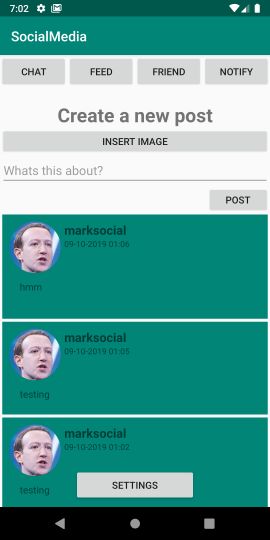 7:02
SocialMedia
CHAT FEED FRIEND NOTIFY
Create a new post
INSERT IMAGE
Whats this about?
POST
marksocial
09-10-2019 01:06
hmm
marksocial
09-10-2019 01:05
testing
marksocial
09-10-2019 01:02
testing
SETTINGS